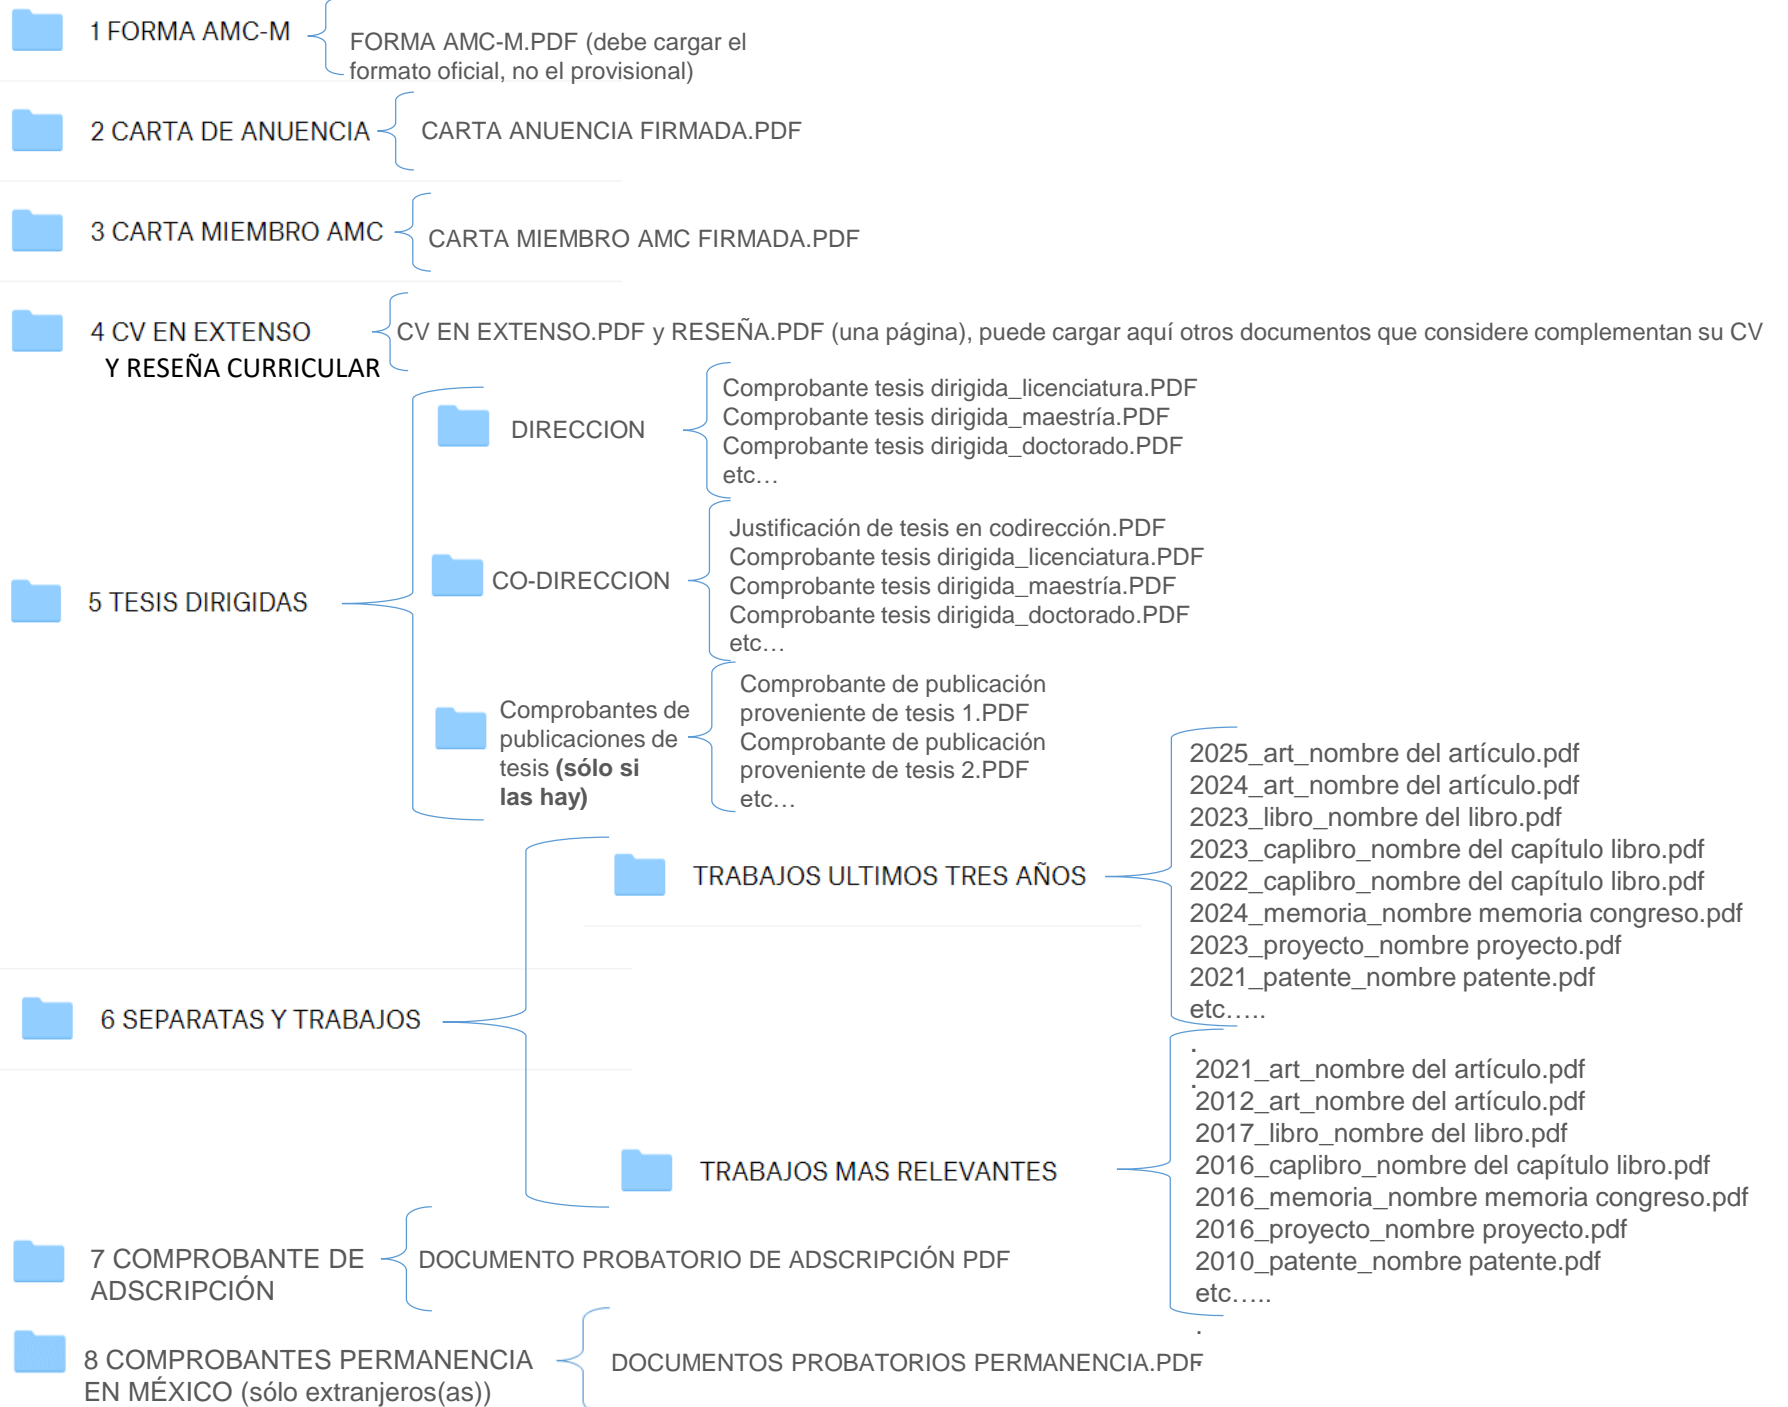 1 FORMA AMC-M
FORMA AMC-M.PDF (debe cargar el
formato oficial, no el provisional)
2 CARTA DE ANUENCIA
CARTA ANUENCIA FIRMADA.PDF
3 CARTA MIEMBRO AMC
CARTA MIEMBRO AMC FIRMADA.PDF
4 CV EN EXTENSO
Y RESEÑA CURRICULAR
CV EN EXTENSO.PDF y RESEÑA.PDF (una página), puede cargar aquí otros documentos que considere complementan su CV
5 TESIS DIRIGIDAS
DIRECCION
Comprobante tesis dirigida_licenciatura.PDF
Comprobante tesis dirigida_maestría.PDF
Comprobante tesis dirigida_doctorado.PDF
etc…
CO-DIRECCION
Justificación de tesis en codirección.PDF
Comprobante tesis dirigida_licenciatura.PDF
Comprobante tesis dirigida_maestría.PDF
Comprobante tesis dirigida_doctorado.PDF
etc…
Comprobantes de
publicaciones de
tesis (sólo si
las hay)
Comprobante de publicación
proveniente de tesis 1.PDF
Comprobante de publicación
proveniente de tesis 2.PDF
etc…
6 SEPARATAS Y TRABAJOS
TRABAJOS ULTIMOS TRES AÑOS
2025_art_nombre del artículo.pdf
2024_art_nombre del artículo.pdf
2023_libro_nombre del libro.pdf
2023_caplibro_nombre del capítulo libro.pdf
2022_caplibro_nombre del capítulo libro.pdf
2024_memoria_nombre memoria congreso.pdf
2023_proyecto_nombre proyecto.pdf
2021_patente_nombre patente.pdf
etc…..
.
.
TRABAJOS MAS RELEVANTES
2021_art_nombre del artículo.pdf
2012_art_nombre del artículo.pdf
2017_libro_nombre del libro.pdf
2016_caplibro_nombre del capítulo libro.pdf
2016_memoria_nombre memoria congreso.pdf
2016_proyecto_nombre proyecto.pdf
2010_patente_nombre patente.pdf
etc…..
.
.
7 COMPROBANTE DE
ADSCRIPCIÓN
DOCUMENTO PROBATORIO DE ADSCRIPCIÓN PDF
8 COMPROBANTES PERMANENCIA
EN MÉXICO (sólo extranjeros(as))
DOCUMENTOS PROBATORIOS PERMANENCIA.PDF